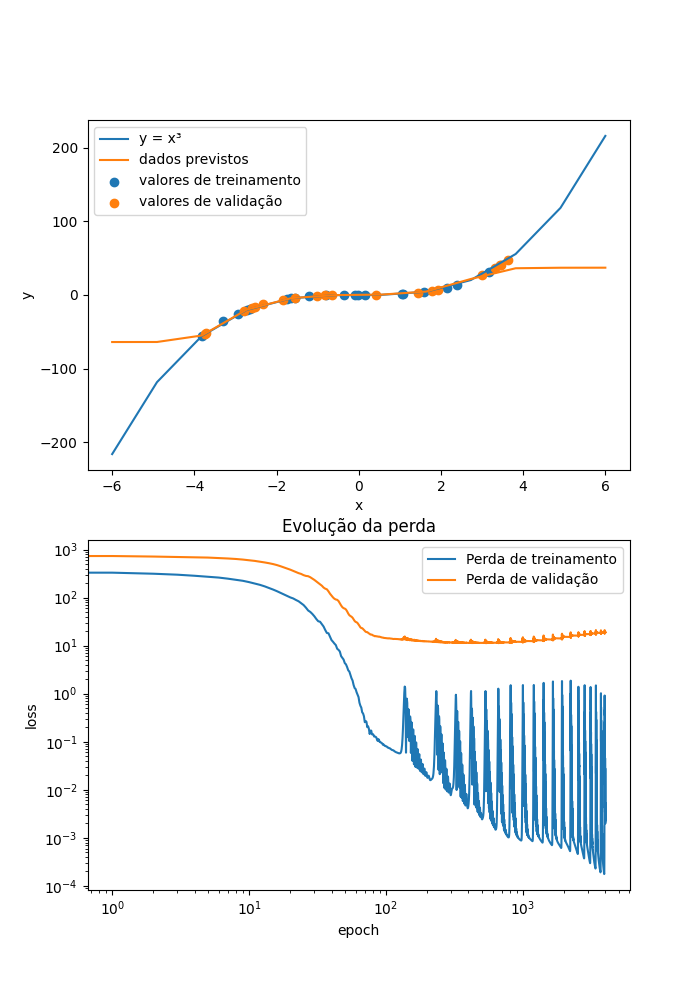 y = x³
dados previstos
valores de treinamento
valores de validação
200
100
0
−100
−200
y
−6
−4
−2
0
2
4
6
x
Evolução da perda
Perda de treinamento
Perda de validação
10³
10²
10¹
10⁰
10⁻¹
10⁻²
10⁻³
10⁻⁴
loss
10⁰
10¹
10²
10³
epoch